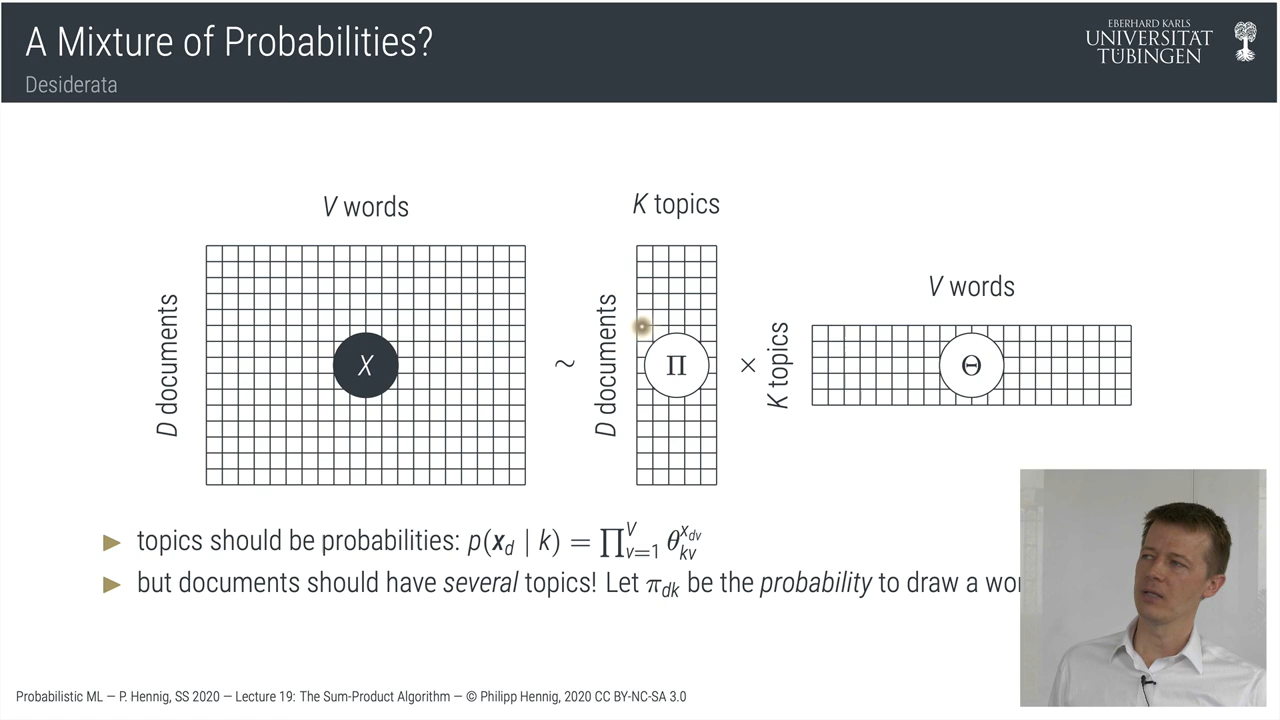 A Mixture of Probabilities?
Desiderata
EBERHARD KARLS
UNIVERSITÄT
TÜBINGEN
V words
D documents
X
∼
K topics
D documents
Π
×
V words
K topics
Θ
▶ topics should be probabilities: p(x_d | k) = ∏_{v=1}^{V} θ_{kv}^{x_{dv}}
▶ but documents should have several topics! Let π_{dk} be the probability to draw a
Probabilistic ML — P. Hennig, SS 2020 — Lecture 19: The Sum-Product Algorithm — © Philipp Hennig, 2020 CC BY-NC-SA 3.0